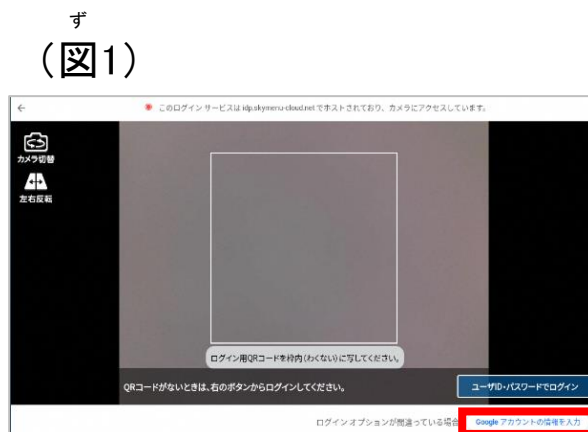 ず
(図1)
このログイン サービスは idp.skymenu-cloud.net でホストされており、カメラにアクセスしています。
カメラ切替
左右反転
ログイン用QRコードを枠内(わくない)に写してください。
QRコードがないときは、右のボタンからログインしてください。
ユーザID・パスワードでログイン
ログイン オプションが間違っている場合
Google アカウントの情報を入力